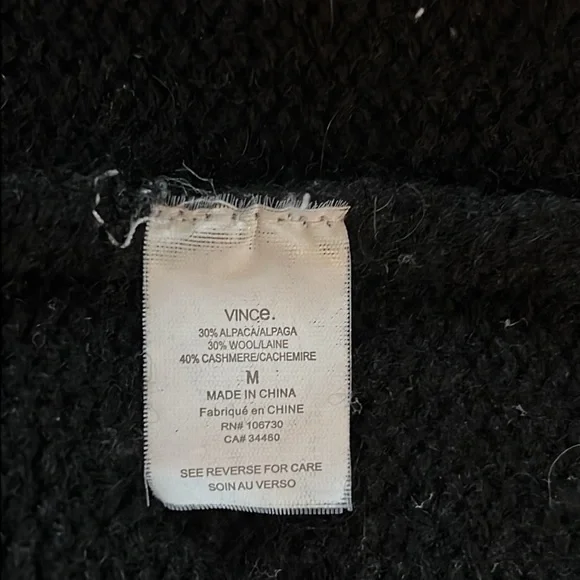 VINCe.
30% ALPACA/ALPAGA
30% WOOL/LAINE
40% CASHMERE/CACHEMIRE
M
MADE IN CHINA
Fabriqué en CHINE
RN# 106730
CA# 34460
SEE REVERSE FOR CARE
SOIN AU VERSO